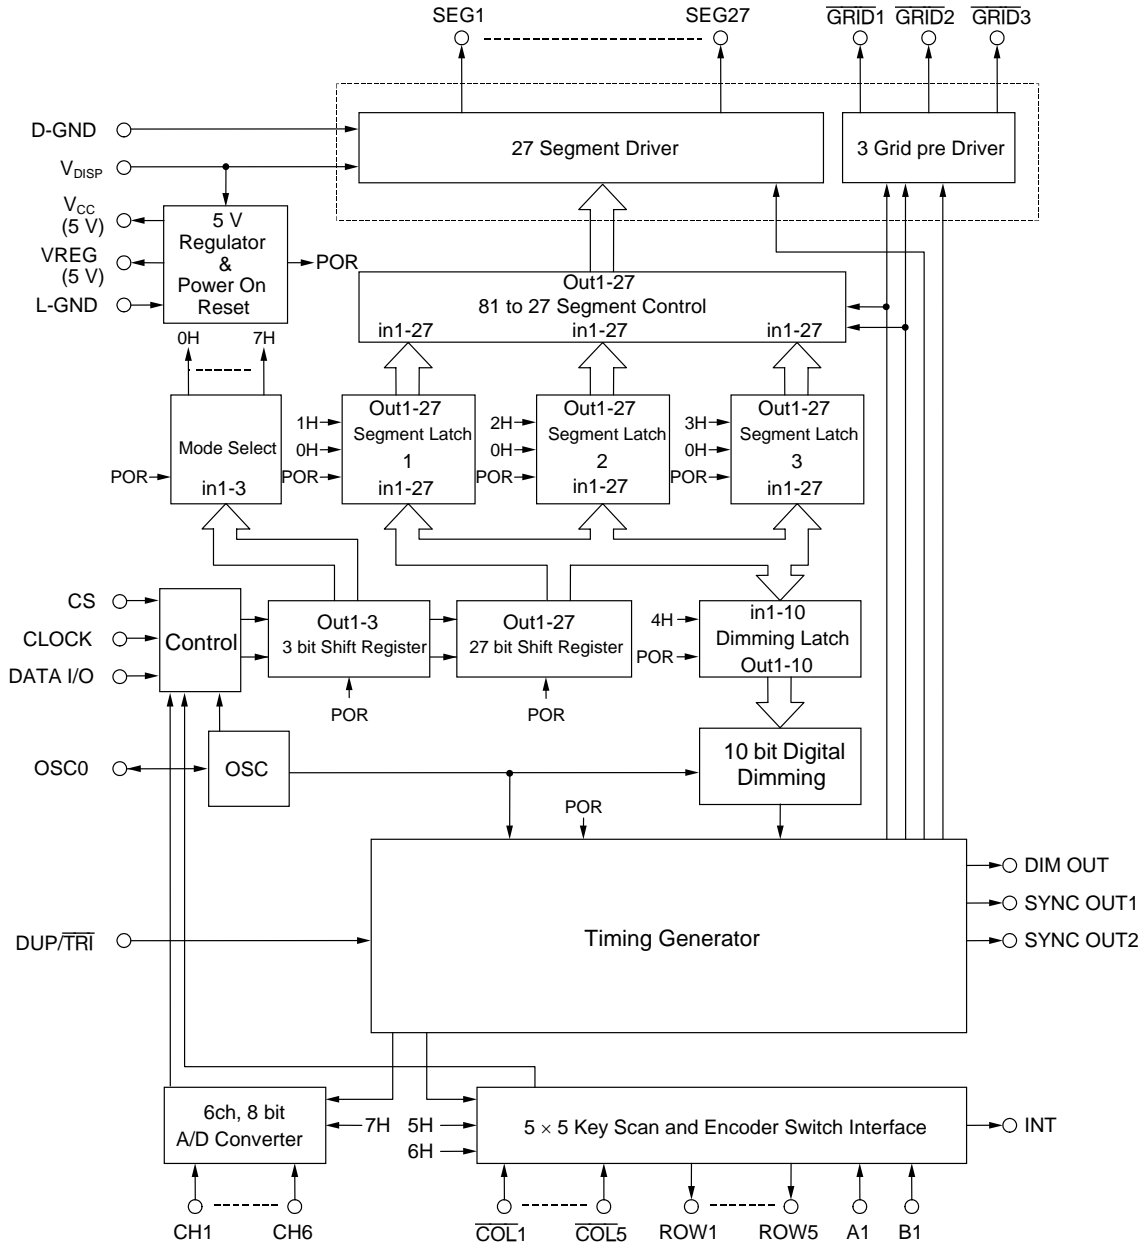 SEG1 SEG27 GRID1 GRID2 GRID3
D-GND
27 Segment Driver
3 Grid pre Driver
VDISP
VCC
(5 V)
VREG
(5 V)
L-GND
5 V
Regulator
&
Power On
Reset
POR
Out1-27
81 to 27 Segment Control
in1-27 in1-27 in1-27
0H 7H
Mode Select
in1-3
POR
1H
0H
POR
Out1-27
Segment Latch
1
in1-27
2H
0H
POR
Out1-27
Segment Latch
2
in1-27
3H
0H
POR
Out1-27
Segment Latch
3
in1-27
CS
CLOCK
DATA I/O
Control
Out1-3
3 bit Shift Register
POR
Out1-27
27 bit Shift Register
POR
4H
POR
in1-10
Dimming Latch
Out1-10
OSC0
OSC
10 bit Digital
Dimming
POR
DUP/TRI
Timing Generator
DIM OUT
SYNC OUT1
SYNC OUT2
6ch, 8 bit
A/D Converter
7H
5H
6H
5 × 5 Key Scan and Encoder Switch Interface
INT
CH1 CH6 COL1 COL5 ROW1 ROW5 A1 B1